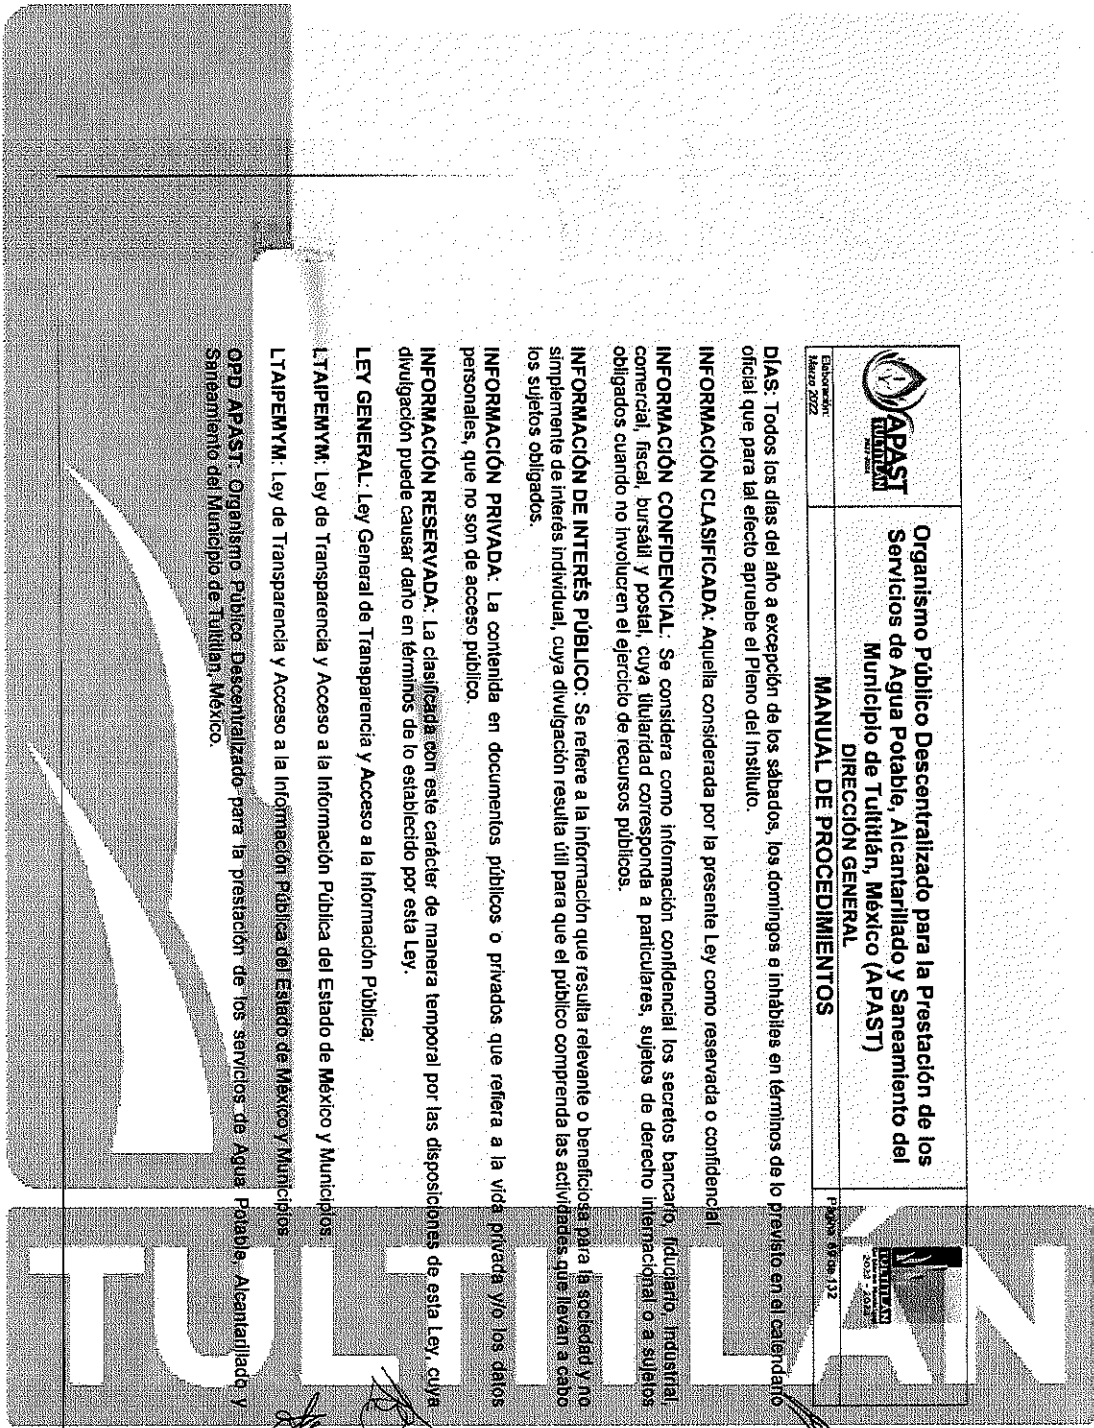 APAST
TULTITLÁN
Organismo Público Descentralizado para la Prestación de los
Servicios de Agua Potable, Alcantarillado y Saneamiento del
Municipio de Tultitlán, México (APAST)
DIRECCIÓN GENERAL
MANUAL DE PROCEDIMIENTOS
Elaboración:
Marzo 2022
Página 69 de 132
DÍAS: Todos los días del año a excepción de los sábados, los domingos e inhábiles en términos de lo previsto en el calendario
oficial que para tal efecto apruebe el Pleno del Instituto.
INFORMACIÓN CLASIFICADA: Aquella considerada por la presente Ley como reservada o confidencial
INFORMACIÓN CONFIDENCIAL: Se considera como información confidencial los secretos bancario, fiduciario, industrial,
comercial, fiscal, bursátil y postal, cuya titularidad corresponda a particulares, sujetos de derecho internacional o a sujetos
obligados cuando no involucren el ejercicio de recursos públicos.
INFORMACIÓN DE INTERÉS PÚBLICO: Se refiere a la información que resulta relevante o beneficiosa para la sociedad y no
simplemente de interés individual, cuya divulgación resulta útil para que el público comprenda las actividades que llevan a cabo
los sujetos obligados.
INFORMACIÓN PRIVADA: La contenida en documentos públicos o privados que refiera a la vida privada y/o los datos
personales, que no son de acceso público.
INFORMACIÓN RESERVADA: La clasificada con este carácter de manera temporal por las disposiciones de esta Ley, cuya
divulgación puede causar daño en términos de lo establecido por esta Ley.
LEY GENERAL: Ley General de Transparencia y Acceso a la Información Pública;
LTAIPEMYM: Ley de Transparencia y Acceso a la Información Pública del Estado de México y Municipios.
LTAIPEMYM: Ley de Transparencia y Acceso a la Información Pública del Estado de México y Municipios.
OPD APAST: Organismo Público Descentralizado para la prestación de los servicios de Agua Potable, Alcantarillado y
Saneamiento del Municipio de Tultitlán, México.
TULTITLÁN